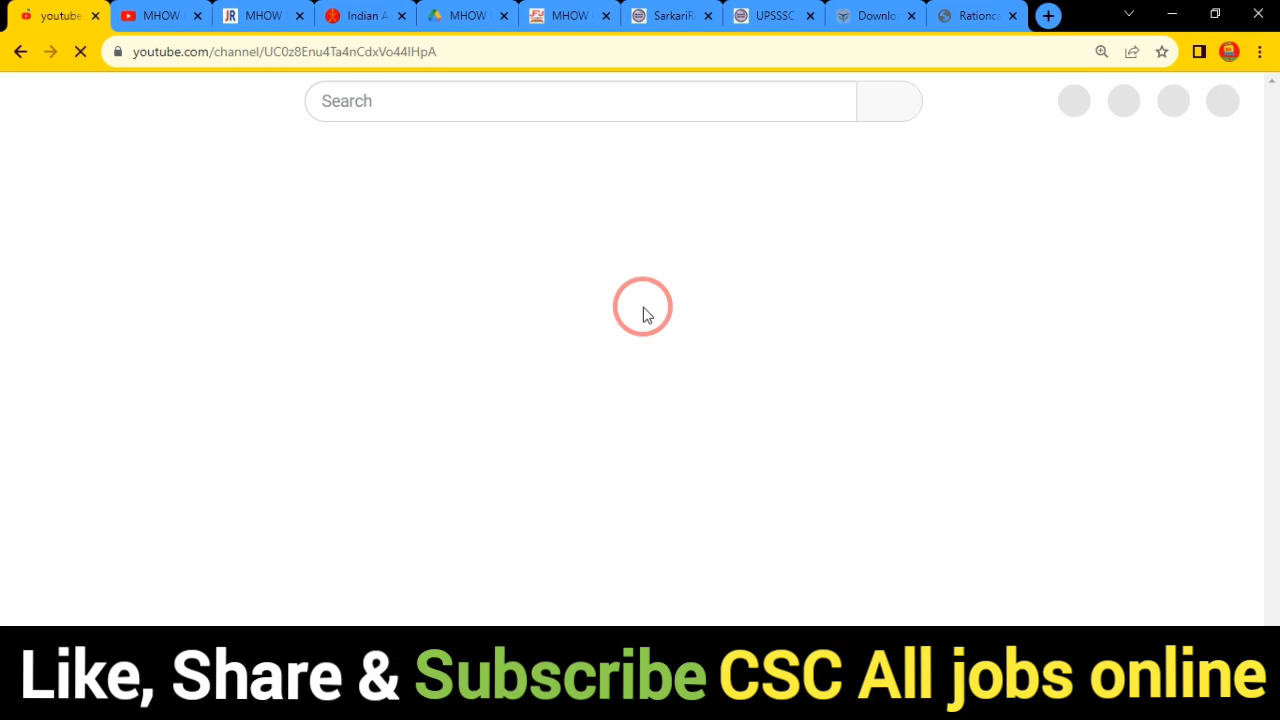 youtube
MHOW
MHOW
Indian A
MHOW
MHOW
SarkariR
UPSSSC
Downlo
Rationca
youtube.com/channel/UC0z8Enu4Ta4nCdxVo44IHpA
Search
Like, Share & Subscribe CSC All jobs online